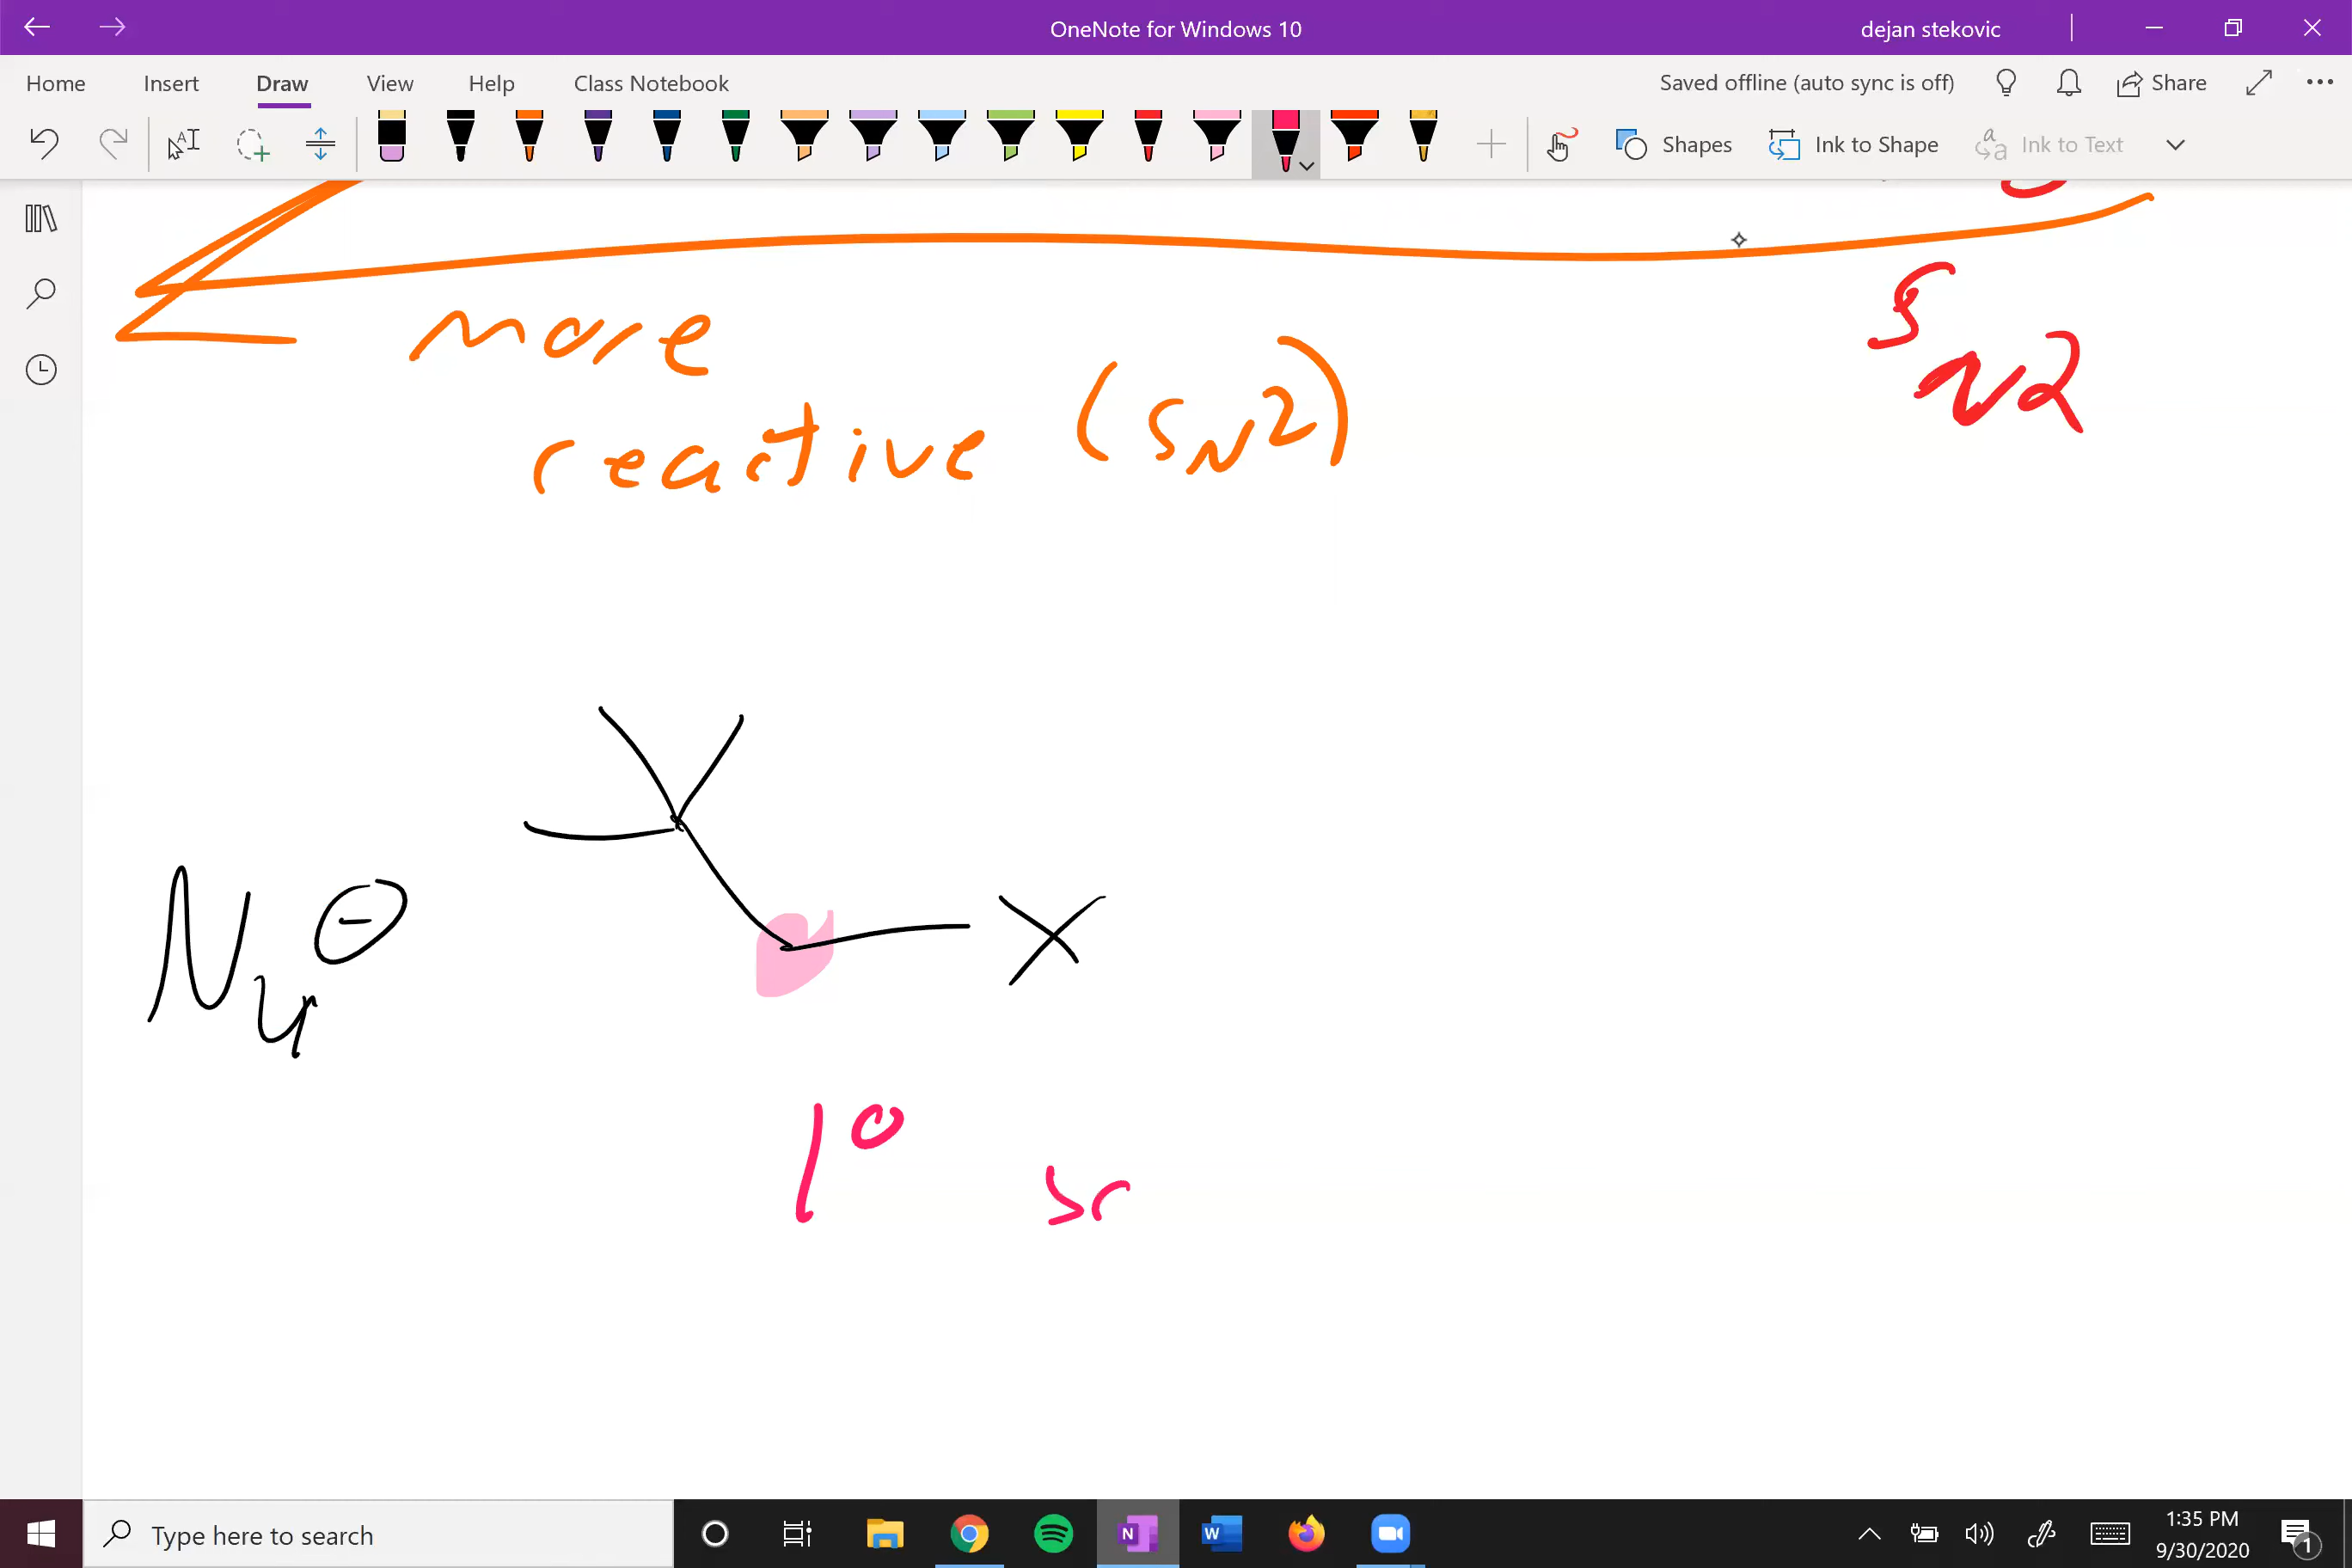 OneNote for Windows 10
dejan stekovic
Home Insert Draw View Help Class Notebook
Saved offline (auto sync is off) Share
Shapes Ink to Shape Ink to Text
more
reactive (SN2)
SN2
Nu⊖
X
1°
Type here to search
1:35 PM
9/30/2020
1